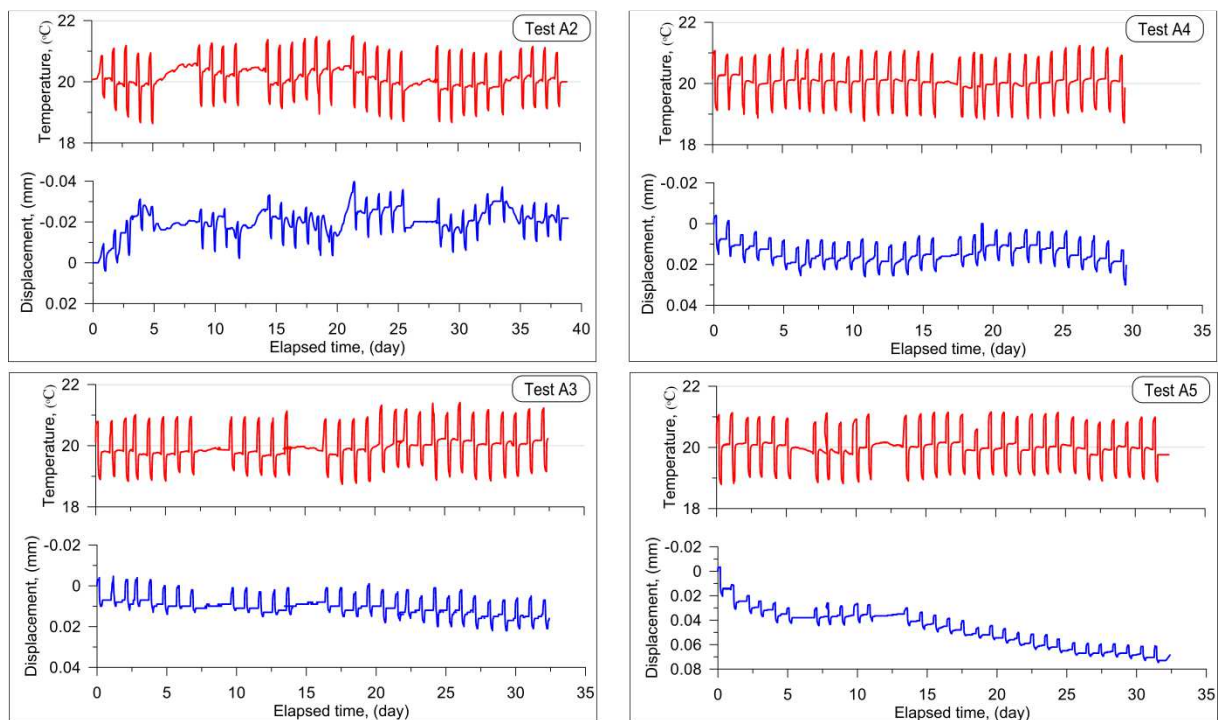 Test A2
Temperature, (°C)
22
20
18
Displacement, (mm)
-0.04
-0.02
0
0.02
0 5 10 15 20 25 30 35 40
Elapsed time, (day)
Test A4
Temperature, (°C)
22
20
18
Displacement, (mm)
-0.02
0
0.02
0.04
0 5 10 15 20 25 30 35
Elapsed time, (day)
Test A3
Temperature, (°C)
22
20
18
Displacement, (mm)
-0.02
0
0.02
0.04
0 5 10 15 20 25 30 35
Elapsed time, (day)
Test A5
Temperature, (°C)
22
20
18
Displacement, (mm)
-0.02
0
0.02
0.04
0.06
0.08
0 5 10 15 20 25 30 35
Elapsed time, (day)